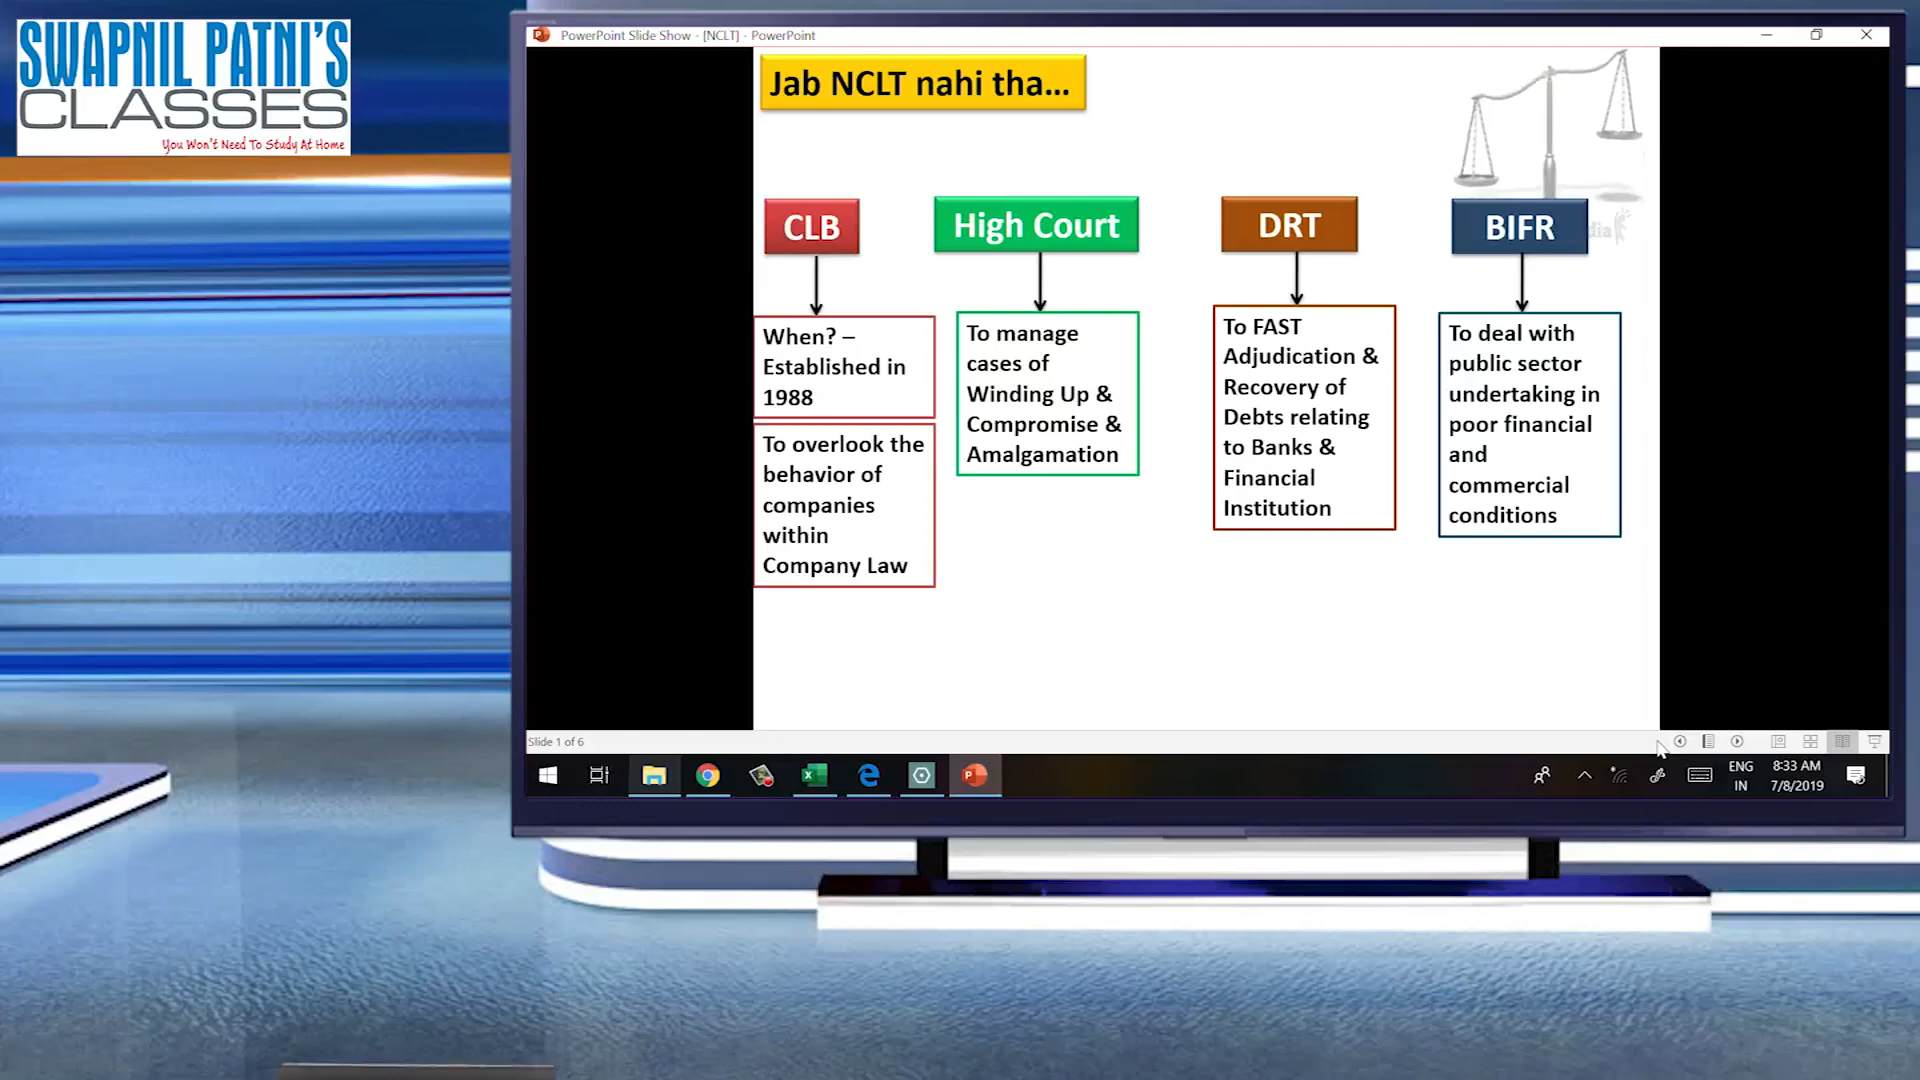 SWAPNIL PATNI'S
CLASSES
You Won't Need To Study At Home
PowerPoint Slide Show - [NCLT] - PowerPoint
Jab NCLT nahi tha...
CLB
When? –
Established in
1988
To overlook the
behavior of
companies
within
Company Law
High Court
To manage
cases of
Winding Up &
Compromise &
Amalgamation
DRT
To FAST
Adjudication &
Recovery of
Debts relating
to Banks &
Financial
Institution
BIFR
To deal with
public sector
undertaking in
poor financial
and
commercial
conditions
Slide 1 of 6
ENG
IN
8:33 AM
7/8/2019